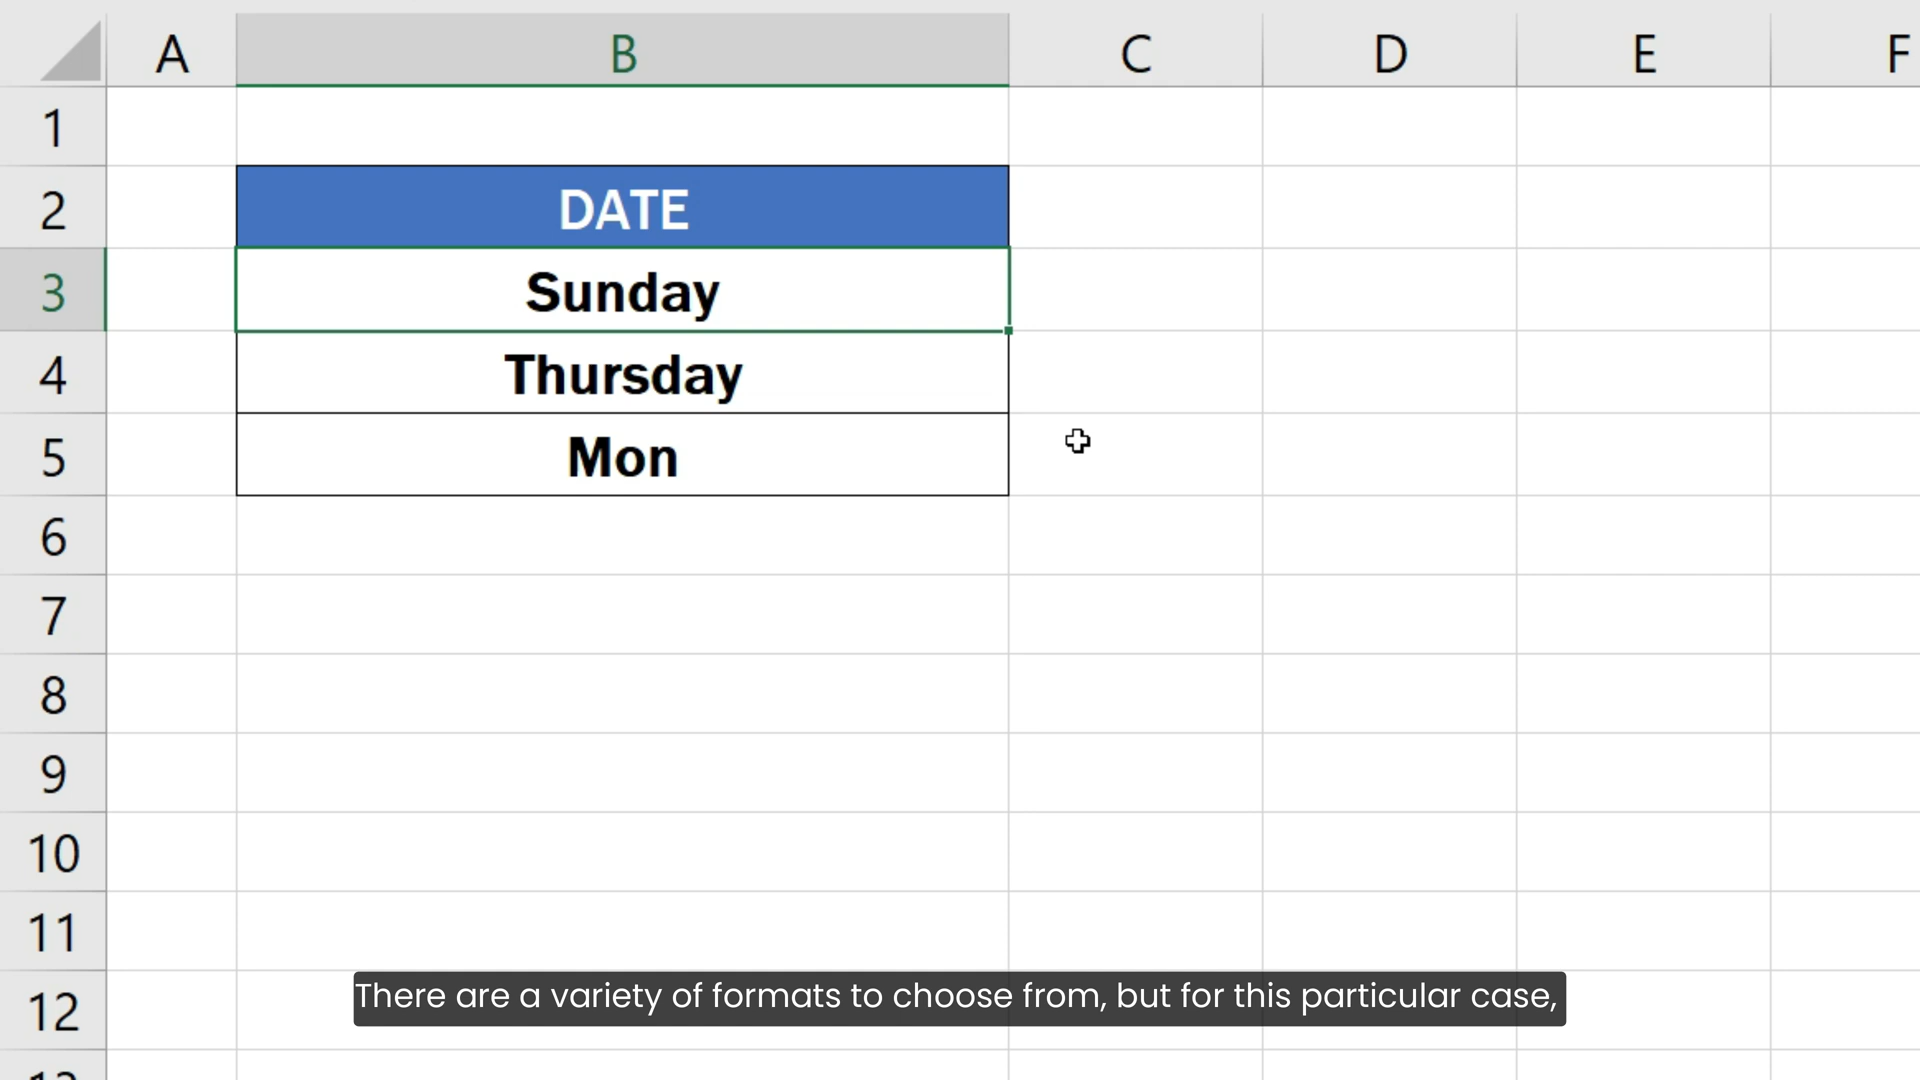 A B C D E F
1
2 DATE
3 Sunday
4 Thursday
5 Mon
6
7
8
9
10
11
12
There are a variety of formats to choose from, but for this particular case,